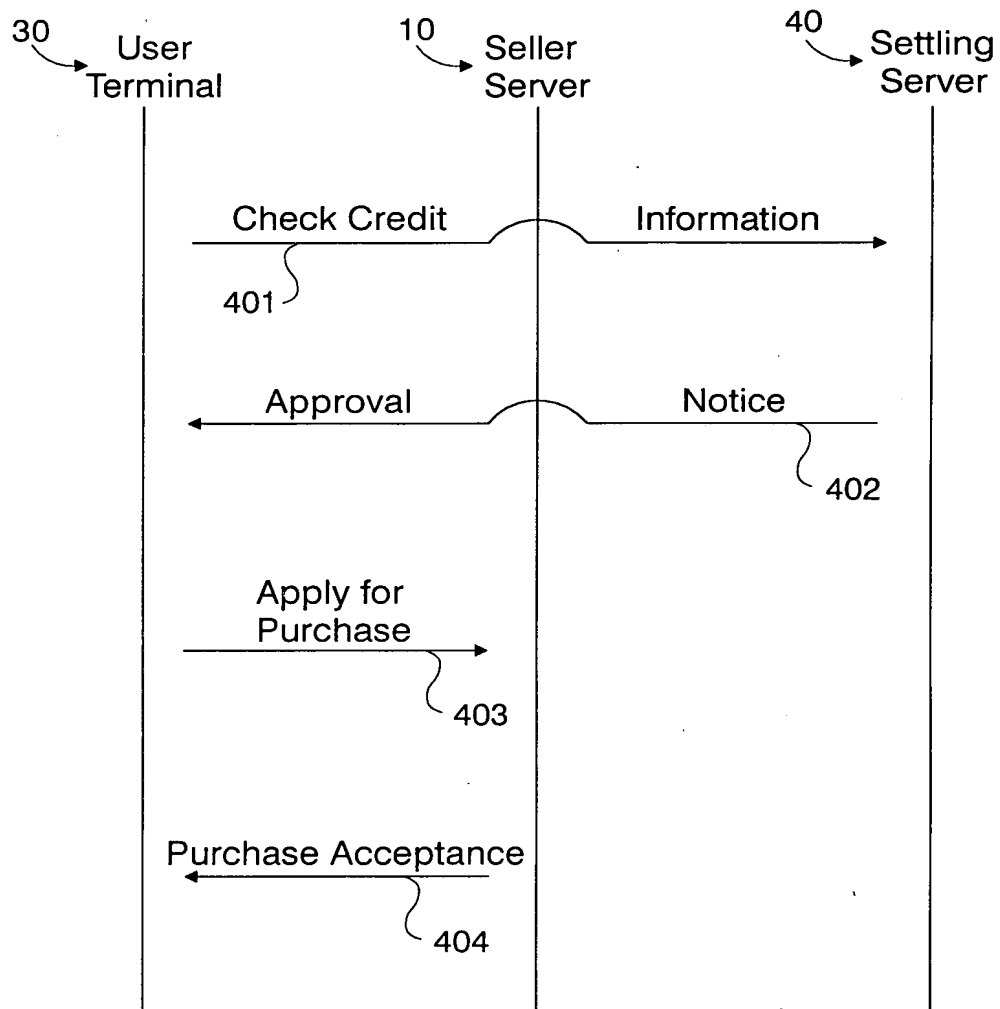 30
User
Terminal
10
Seller
Server
40
Settling
Server
Check Credit
Information
401
Approval
Notice
402
Apply for
Purchase
403
Purchase Acceptance
404